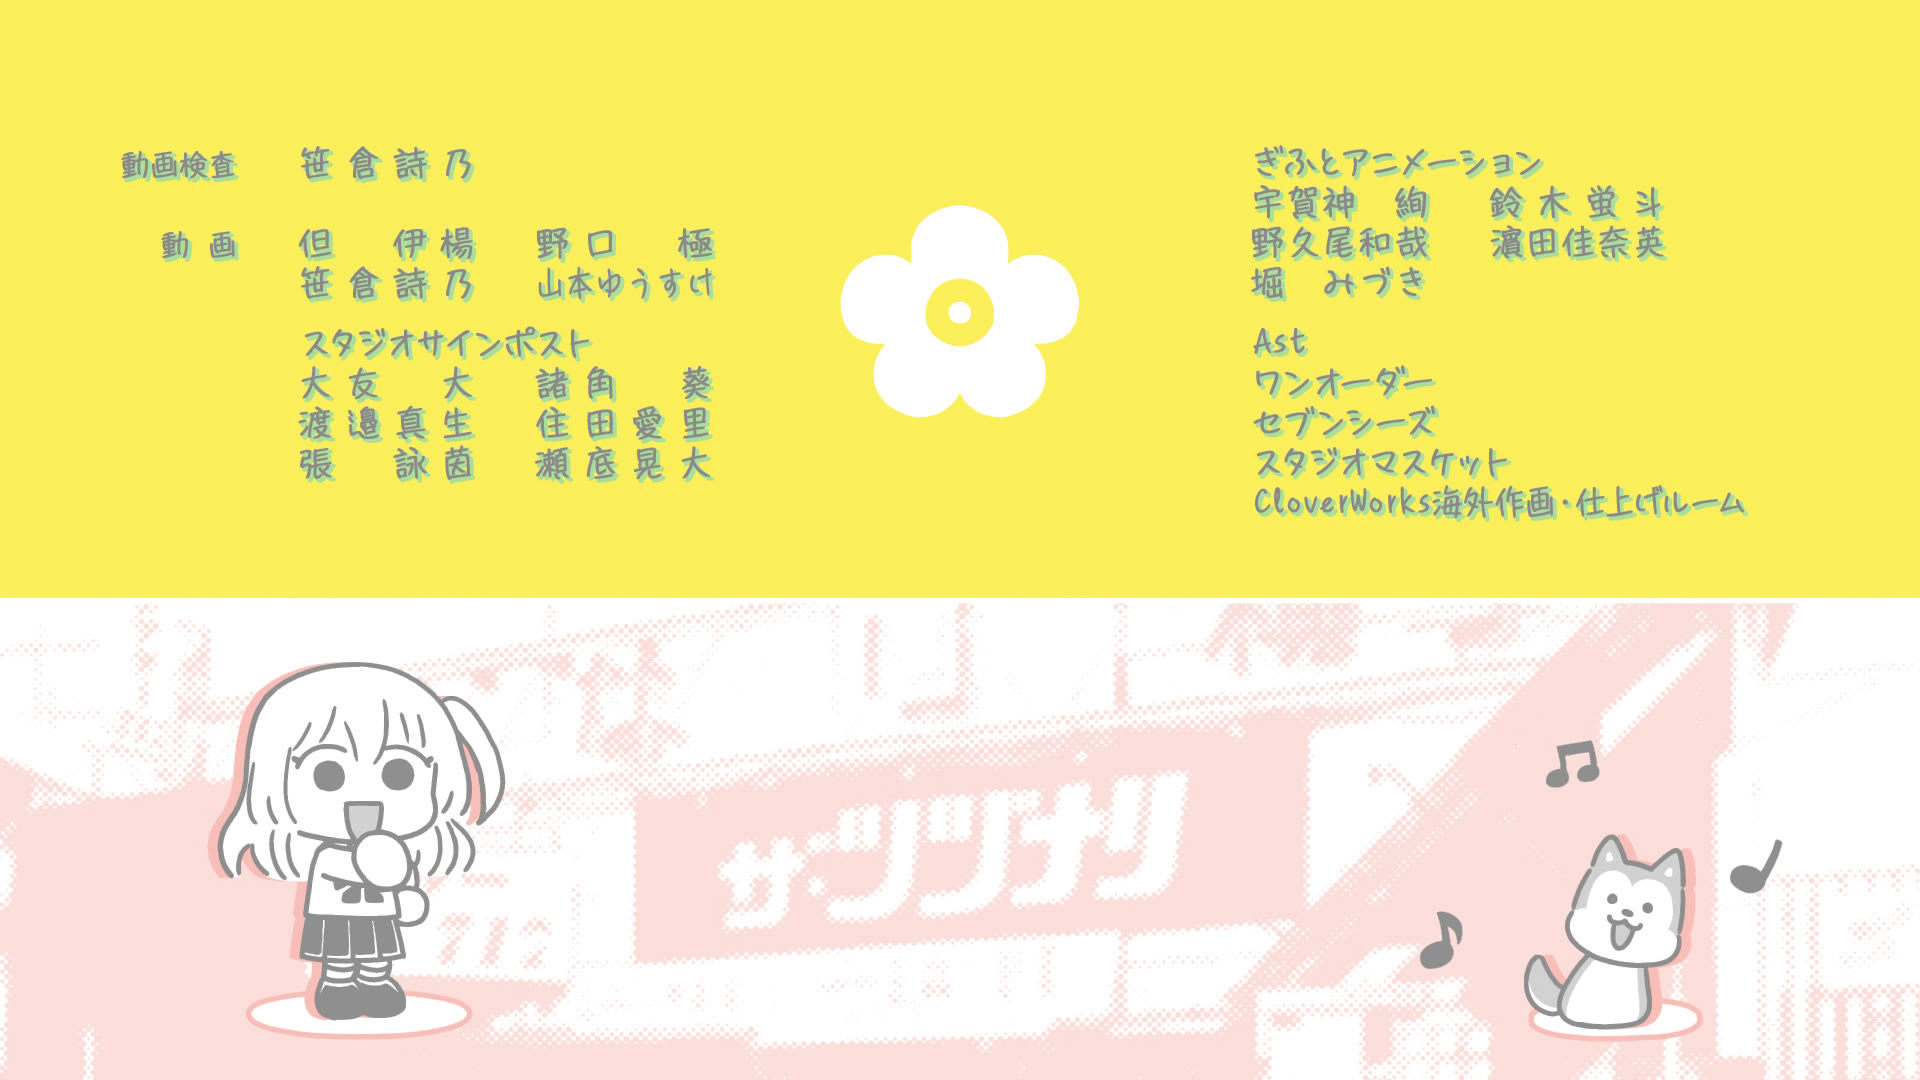 動画検査 笹倉詩乃
動画 但 伊楊 野口 極
笹倉詩乃 山本ゆうすけ
スタジオサインポスト
大友 大 諸角 葵
渡邉真生 住田愛里
張 詠茵 瀬底晃大
ぎふとアニメーション
宇賀神 絢 鈴木蛍斗
野久尾和哉 濵田佳奈英
堀 みづき
Ast
ワンオーダー
セブンシーズ
スタジオマスケット
CloverWorks海外作画・仕上げルーム